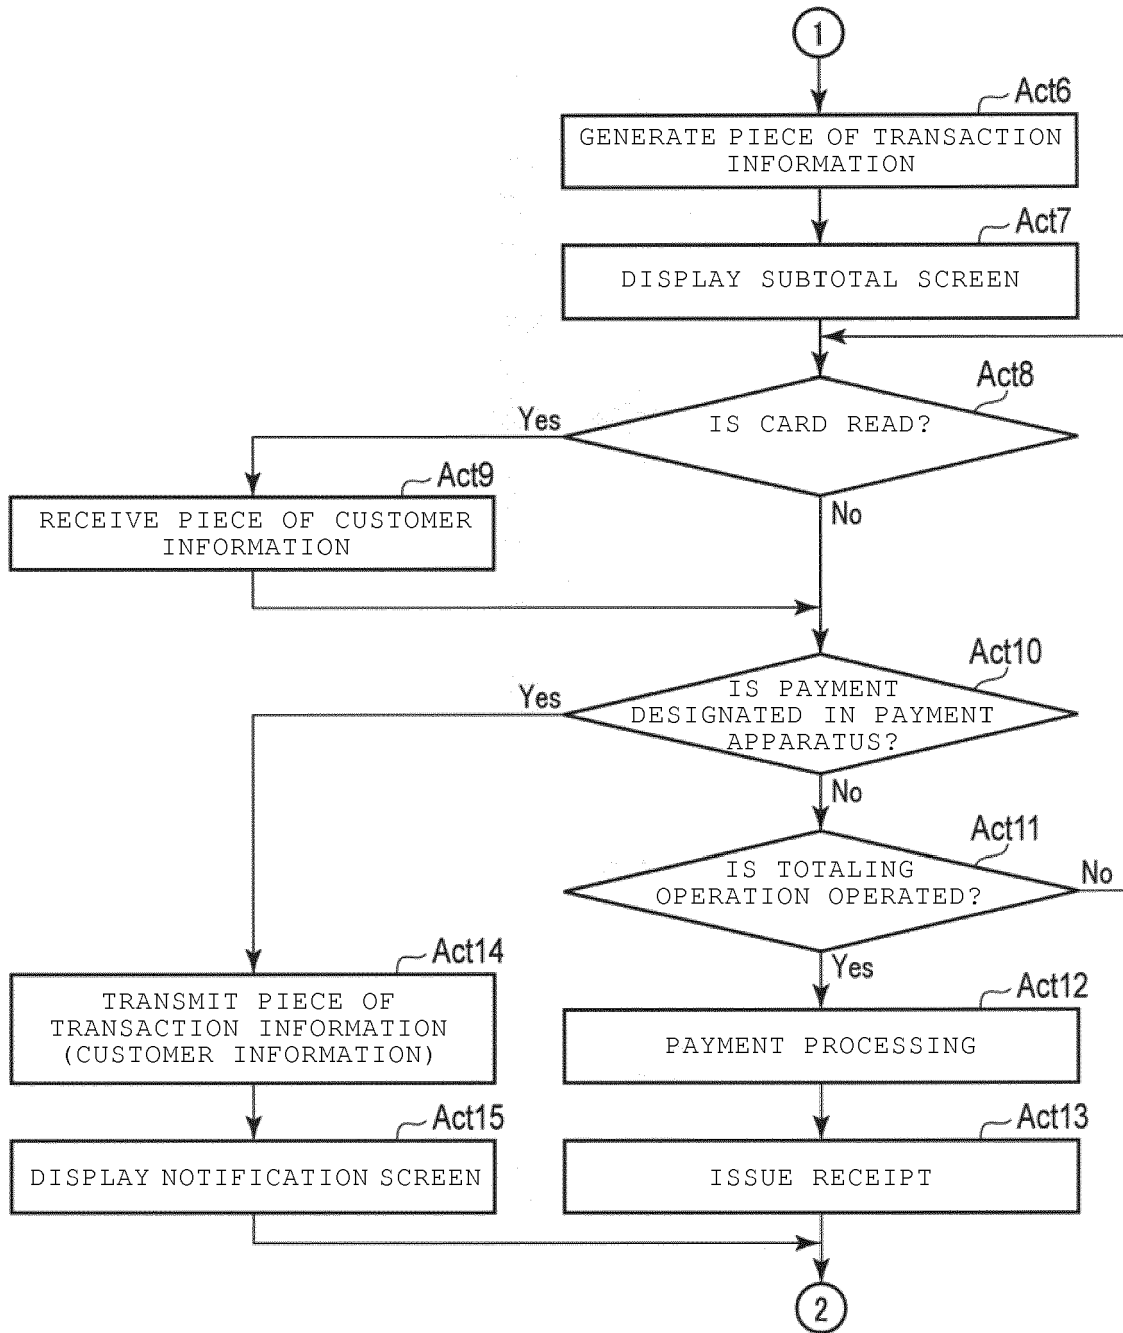 1
Act6
GENERATE PIECE OF TRANSACTION
INFORMATION
Act7
DISPLAY SUBTOTAL SCREEN
Act8
IS CARD READ?
Yes
No
Act9
RECEIVE PIECE OF CUSTOMER
INFORMATION
Act10
IS PAYMENT
DESIGNATED IN PAYMENT
APPARATUS?
Yes
No
Act11
IS TOTALING
OPERATION OPERATED?
No
Yes
Act14
TRANSMIT PIECE OF
TRANSACTION INFORMATION
(CUSTOMER INFORMATION)
Act12
PAYMENT PROCESSING
Act15
DISPLAY NOTIFICATION SCREEN
Act13
ISSUE RECEIPT
2